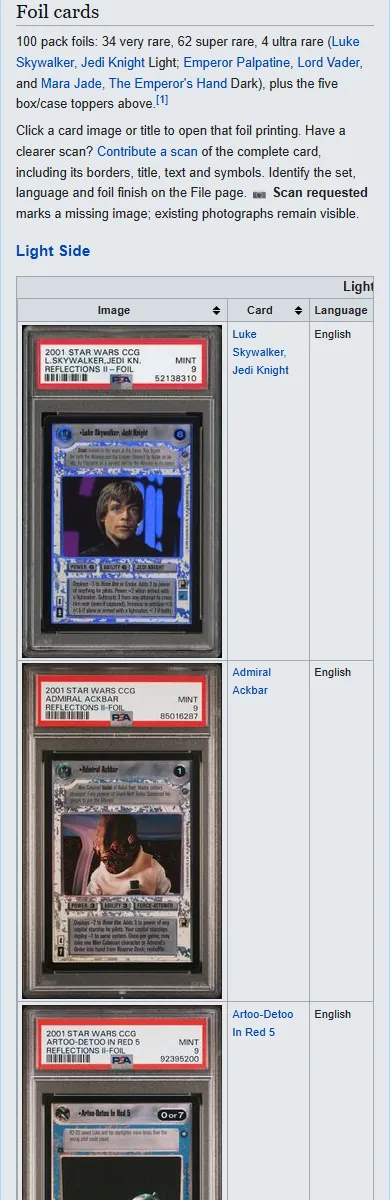 Foil cards
100 pack foils: 34 very rare, 62 super rare, 4 ultra rare (Luke
Skywalker, Jedi Knight Light; Emperor Palpatine, Lord Vader,
and Mara Jade, The Emperor's Hand Dark), plus the five
box/case toppers above.[1]
Click a card image or title to open that foil printing. Have a
clearer scan? Contribute a scan of the complete card,
including its borders, title, text and symbols. Identify the set,
language and foil finish on the File page. Scan requested
marks a missing image; existing photographs remain visible.
Light Side
Light
Image Card Language
2001 STAR WARS CCG
L.SKYWALKER,JEDI KN. MINT
REFLECTIONS II – FOIL 9
PSA 52138310
•Luke Skywalker, Jedi Knight 6
POWER ABILITY JEDI KNIGHT
Luke
Skywalker,
Jedi Knight
English
2001 STAR WARS CCG
ADMIRAL ACKBAR MINT
REFLECTIONS II-FOIL 9
PSA 85016287
•Admiral Ackbar 1
POWER 3 ABILITY 3 FORCE-ATTUNED
Admiral
Ackbar
English
2001 STAR WARS CCG
ARTOO-DETOO IN RED 5 MINT
REFLECTIONS II-FOIL 9
PSA 92395200
•Artoo-Detoo In Red 5 0 or 7
Artoo-Detoo
In Red 5
English